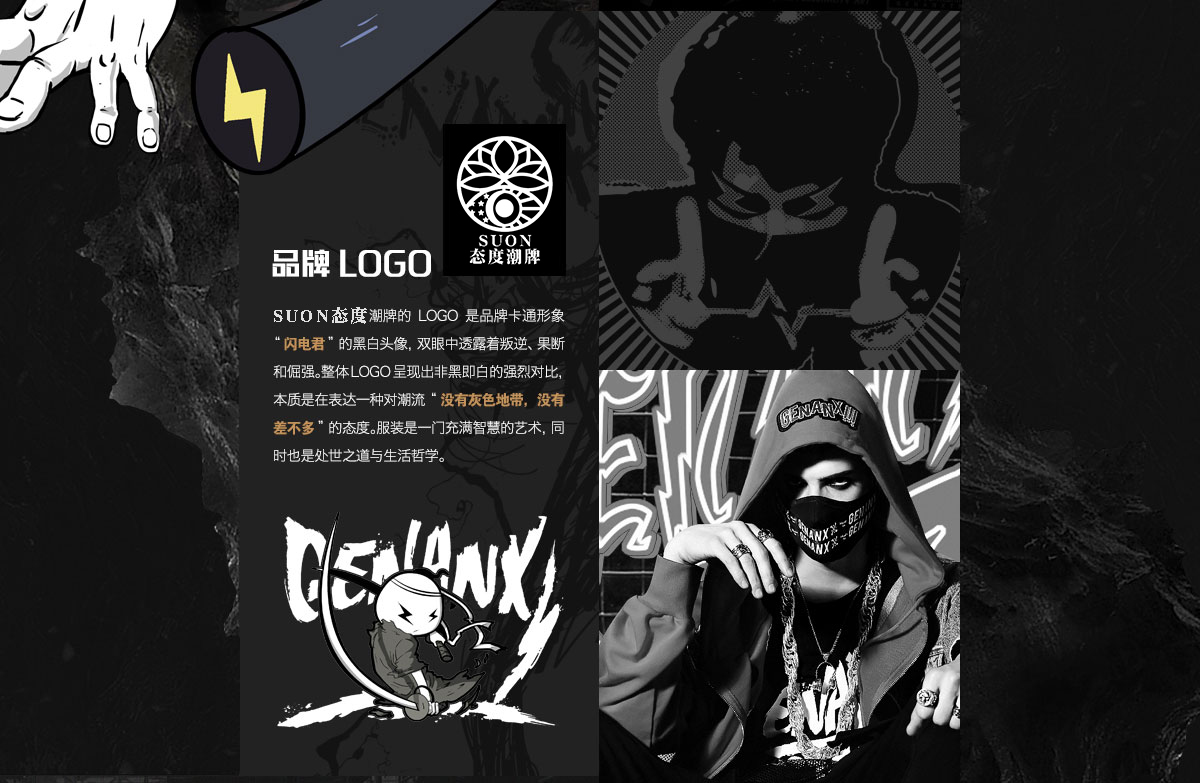 SUON
态度潮牌
品牌 LOGO
SUON态度潮牌的 LOGO 是品牌卡通形象
“闪电君”的黑白头像，双眼中透露着叛逆、果断
和倔强。整体LOGO呈现出非黑即白的强烈对比，
本质是在表达一种对潮流“没有灰色地带，没有
差不多”的态度。服装是一门充满智慧的艺术，同
时也是处世之道与生活哲学。
GENANX
GENANX
GENANX
GENANX